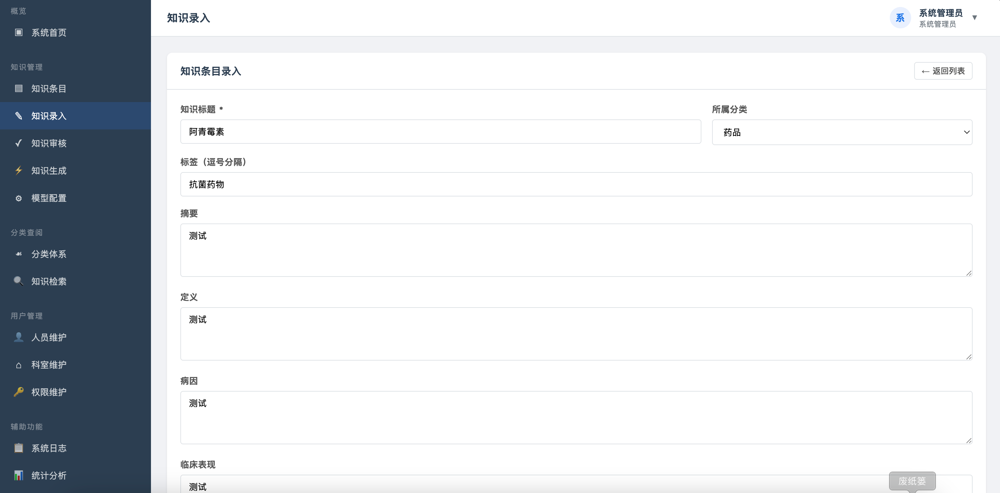 概览
系统首页
知识管理
知识条目
知识录入
知识审核
知识生成
模型配置
分类查阅
分类体系
知识检索
用户管理
人员维护
科室维护
权限维护
辅助功能
系统日志
统计分析
知识录入
系
系统管理员
系统管理员
▼
知识条目录入
← 返回列表
知识标题 *
阿青霉素
所属分类
药品
标签（逗号分隔）
抗菌药物
摘要
测试
定义
测试
病因
测试
临床表现
测试
废纸篓